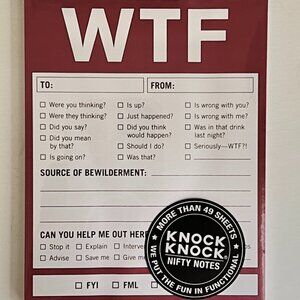 WTF
TO: FROM:
Were you thinking? Is up? Is wrong with you?
Were they thinking? Just happened? Is wrong with me?
Did you say? Did you think would happen? Was in that drink last night?
Did you mean by that? Should I do? Seriously—WTF?!
Is going on? Was that?
SOURCE OF BEWILDERMENT:
CAN YOU HELP ME OUT HERE
Stop it Explain
Advise Save me Give me
FYI FML
MORE THAN 49 SHEETS
KNOCK KNOCK®
NIFTY NOTES
WE PUT THE FUN IN FUNCTIONAL